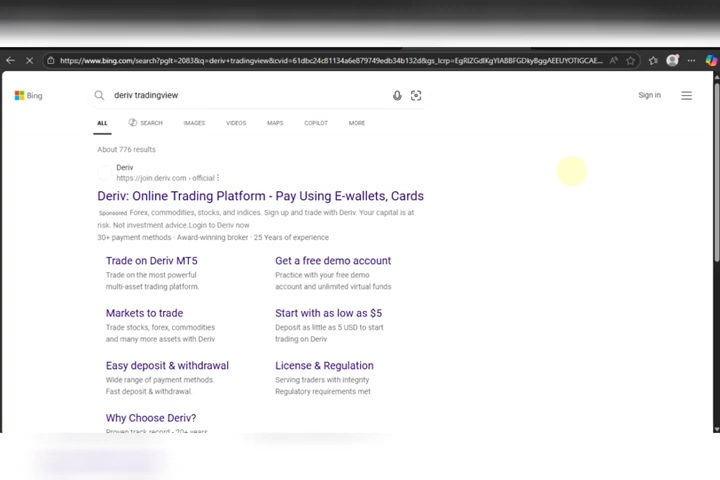 https://www.bing.com/search?pglt=2083&q=deriv+tradingview&cvid=61dbc24c81134a6e879749edb34b132d&gs_lcrp=EgRlZGdlKgYIABBFGDkyBggAEEUYOTIGCAE...
Bing
deriv tradingview
Sign in
ALL SEARCH IMAGES VIDEOS MAPS COPILOT MORE
About 776 results
Deriv
https://join.deriv.com › official
Deriv: Online Trading Platform - Pay Using E-wallets, Cards
Sponsored Forex, commodities, stocks, and indices. Sign up and trade with Deriv. Your capital is
risk. Not investment advice.Login to Deriv now
30+ payment methods · Award-winning broker · 25 Years of experience
Trade on Deriv MT5
Trade on the most powerful
multi-asset trading platform.
Get a free demo account
Practice with your free demo
account and unlimited virtual funds
Markets to trade
Trade stocks, forex, commodities
and many more assets with Deriv
Start with as low as $5
Deposit as little as 5 USD to start
trading on Deriv
Easy deposit & withdrawal
Wide range of payment methods.
Fast deposit & withdrawal.
License & Regulation
Serving traders with integrity
Regulatory requirements met
Why Choose Deriv?
Proven track record - 20+ years